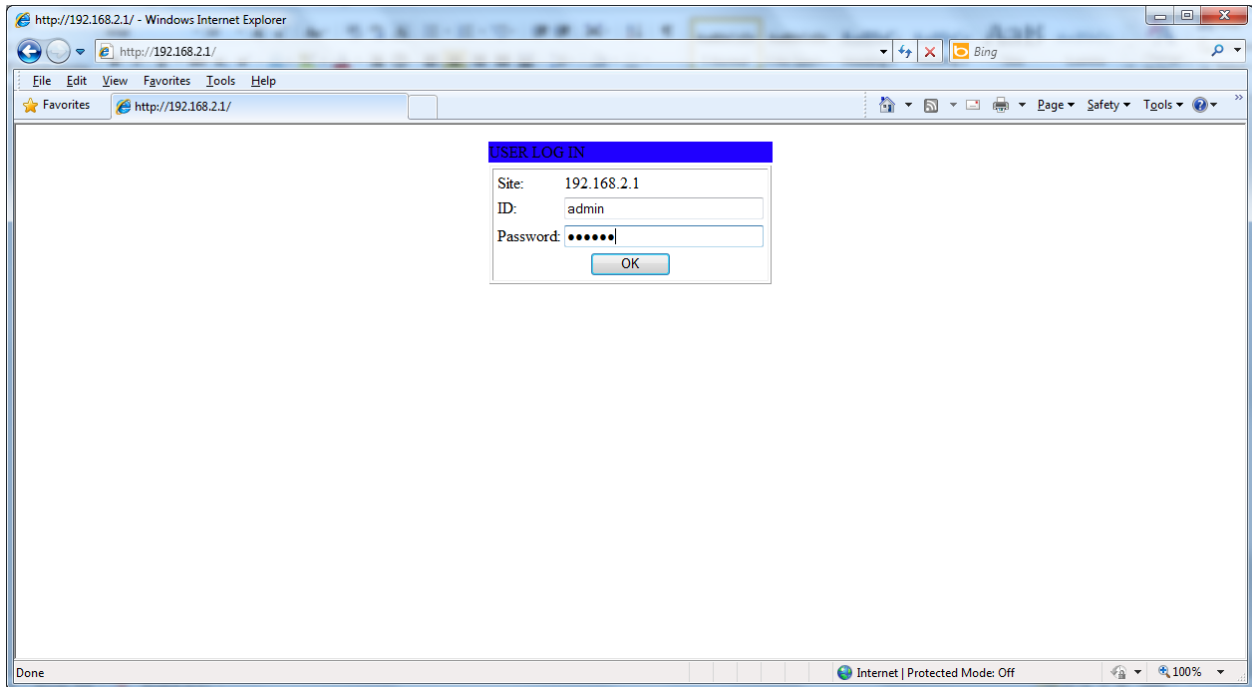 http://192.168.2.1/ - Windows Internet Explorer
http://192.168.2.1/
Bing
File Edit View Favorites Tools Help
Favorites http://192.168.2.1/ Page Safety Tools »
USER LOG IN
Site: 192.168.2.1
ID: admin
Password: ••••••
OK
Done Internet | Protected Mode: Off 100%